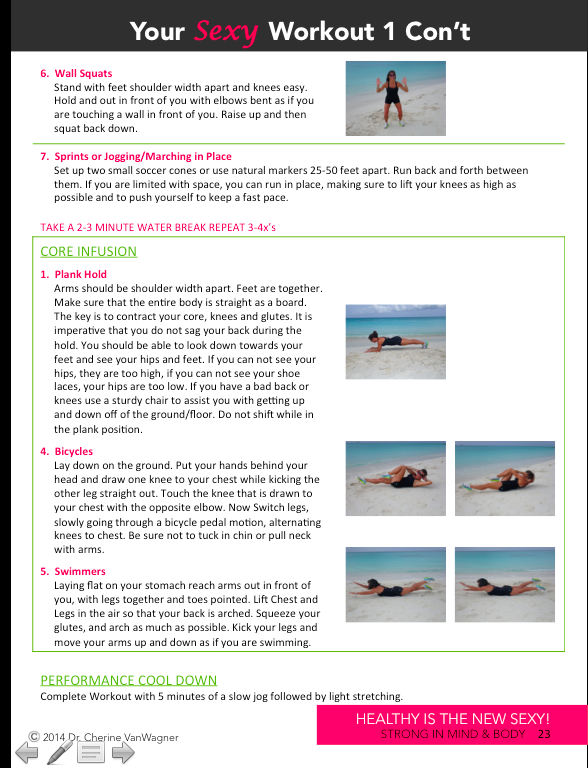 Your Sexy Workout 1 Con't
6. Wall Squats
Stand with feet shoulder width apart and knees easy.
Hold and out in front of you with elbows bent as if you
are touching a wall in front of you. Raise up and then
squat back down.
7. Sprints or Jogging/Marching in Place
Set up two small soccer cones or use natural markers 25-50 feet apart. Run back and forth between
them. If you are limited with space, you can run in place, making sure to lift your knees as high as
possible and to push yourself to keep a fast pace.
TAKE A 2-3 MINUTE WATER BREAK REPEAT 3-4x's
CORE INFUSION
1. Plank Hold
Arms should be shoulder width apart. Feet are together.
Make sure that the entire body is straight as a board.
The key is to contract your core, knees and glutes. It is
imperative that you do not sag your back during the
hold. You should be able to look down towards your
feet and see your hips and feet. If you can not see your
hips, they are too high, if you can not see your shoe
laces, your hips are too low. If you have a bad back or
knees use a sturdy chair to assist you with getting up
and down off of the ground/floor. Do not shift while in
the plank position.
4. Bicycles
Lay down on the ground. Put your hands behind your
head and draw one knee to your chest while kicking the
other leg straight out. Touch the knee that is drawn to
your chest with the opposite elbow. Now Switch legs,
slowly going through a bicycle pedal motion, alternating
knees to chest. Be sure not to tuck in chin or pull neck
with arms.
5. Swimmers
Laying flat on your stomach reach arms out in front of
you, with legs together and toes pointed. Lift Chest and
Legs in the air so that your back is arched. Squeeze your
glutes, and arch as much as possible. Kick your legs and
move your arms up and down as if you are swimming.
PERFORMANCE COOL DOWN
Complete Workout with 5 minutes of a slow jog followed by light stretching.
HEALTHY IS THE NEW SEXY!
STRONG IN MIND & BODY 23
© 2014 Dr. Cherine VanWagner